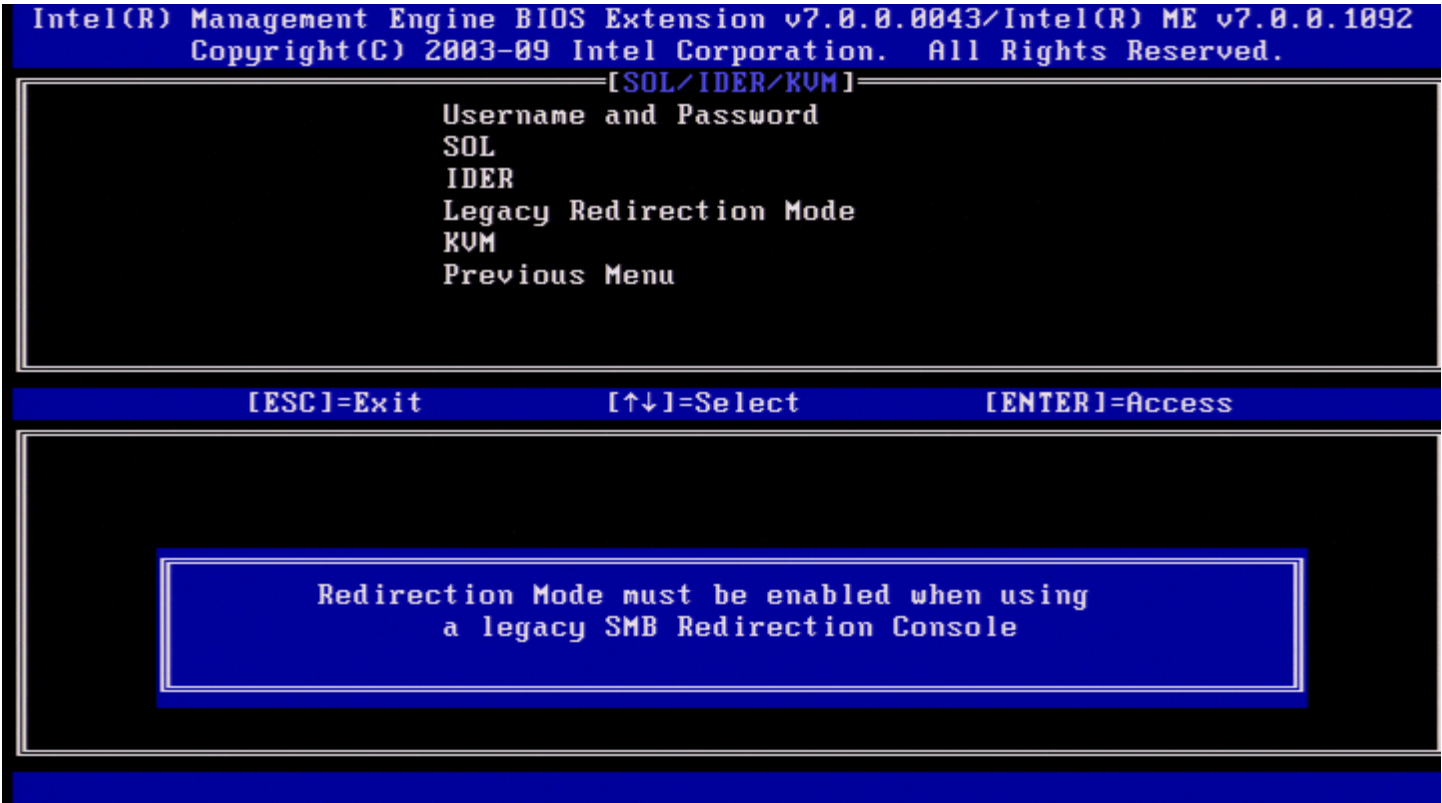 Intel(R) Management Engine BIOS Extension v7.0.0.0043/Intel(R) ME v7.0.0.1092
Copyright(C) 2003-09 Intel Corporation. All Rights Reserved.
[SOL/IDER/KVM]
Username and Password
SOL
IDER
Legacy Redirection Mode
KVM
Previous Menu
[ESC]=Exit [↑↓]=Select [ENTER]=Access
Redirection Mode must be enabled when using
a legacy SMB Redirection Console